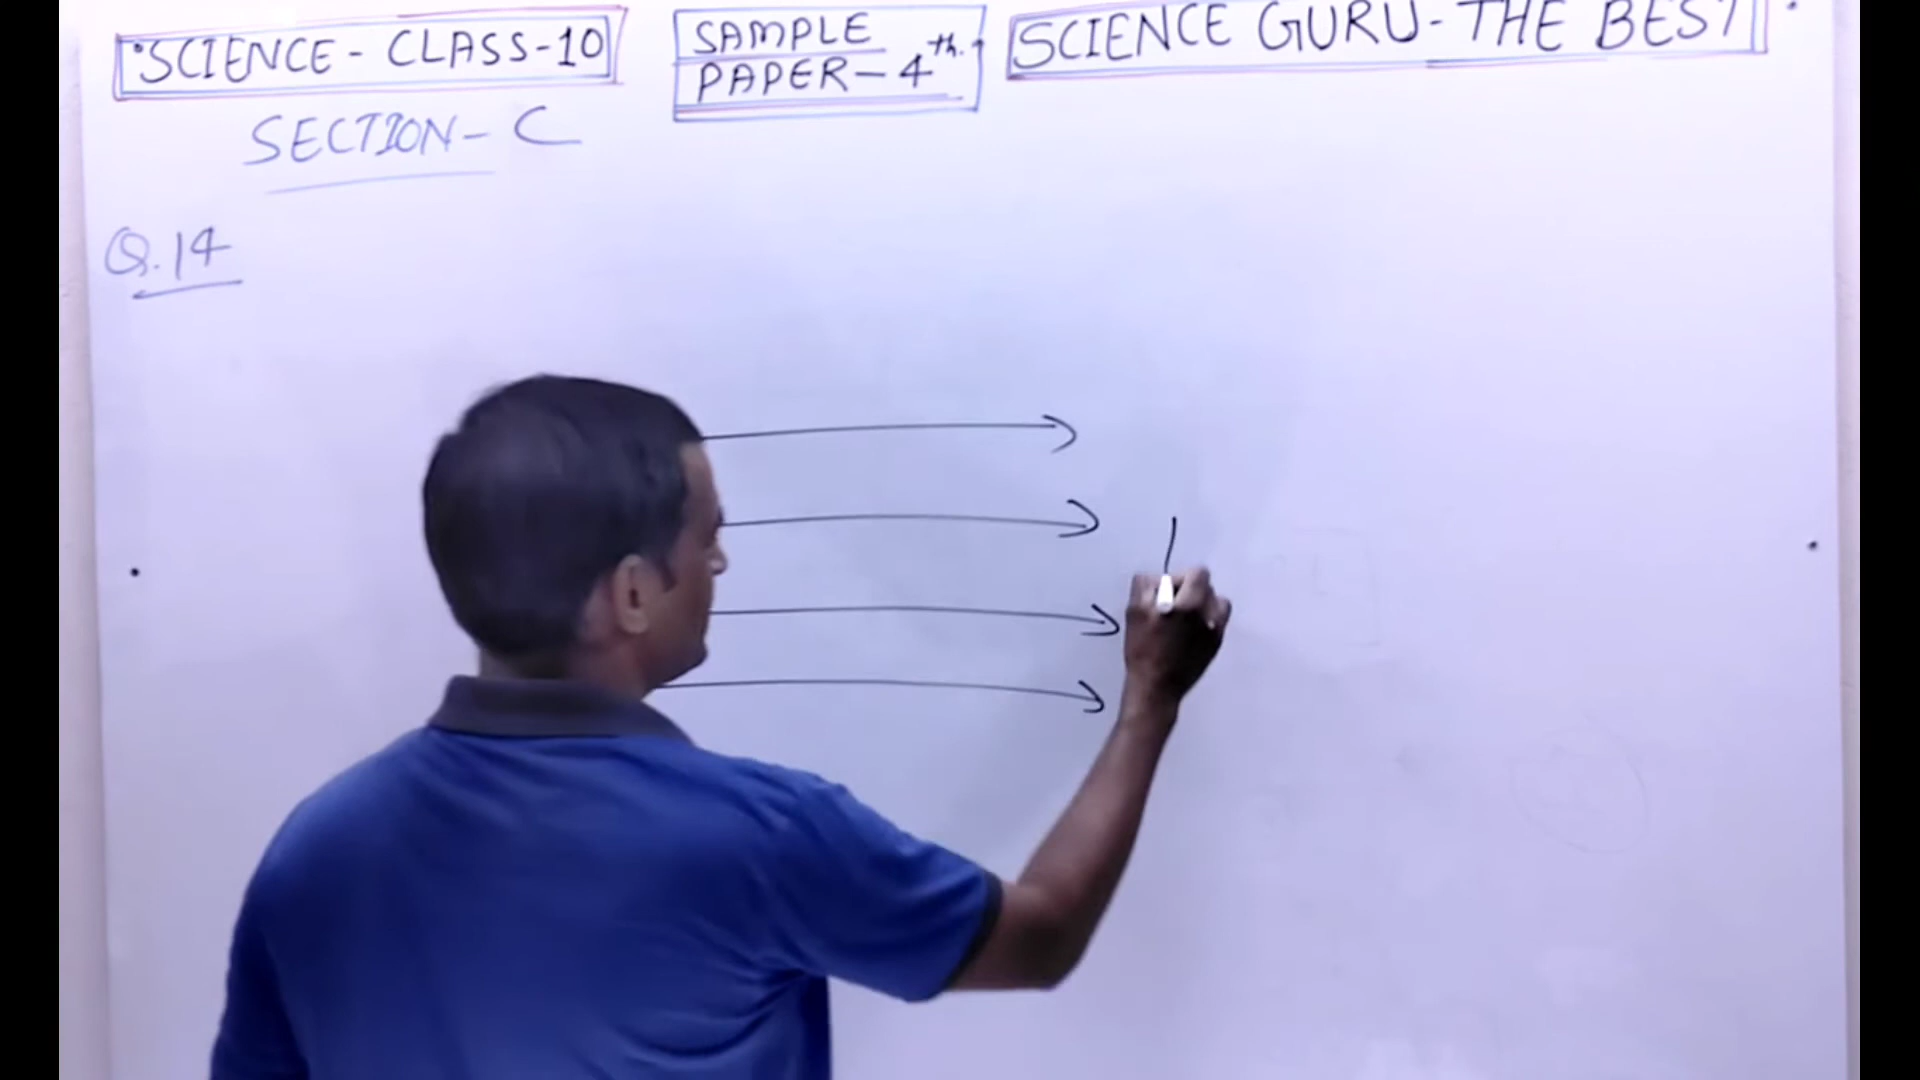 SCIENCE - CLASS-10
SAMPLE
PAPER - 4th.
SCIENCE GURU - THE BEST
SECTION - C
Q.14